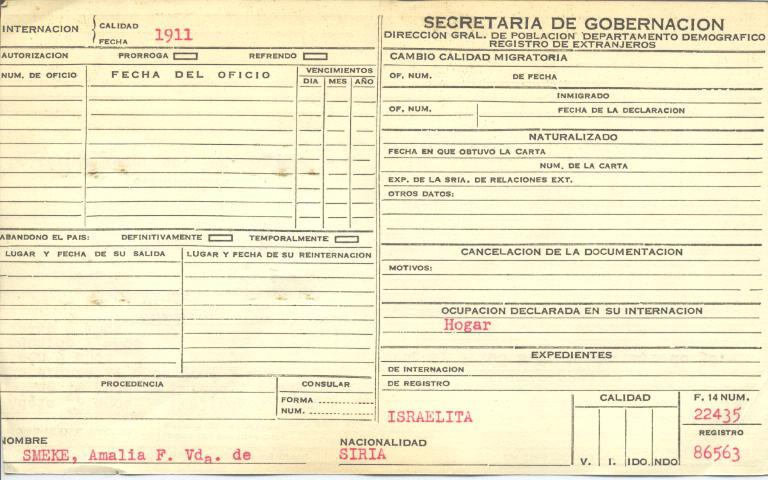 INTERNACION { CALIDAD
FECHA 1911
AUTORIZACION PRORROGA REFRENDO
NUM. DE OFICIO FECHA DEL OFICIO VENCIMIENTOS
DIA MES AÑO
ABANDONO EL PAIS: DEFINITIVAMENTE TEMPORALMENTE
LUGAR Y FECHA DE SU SALIDA LUGAR Y FECHA DE SU REINTERNACION
PROCEDENCIA CONSULAR
FORMA
NUM.
NOMBRE
SMEKE, Amalia F. Vda. de
NACIONALIDAD
SIRIA
SECRETARIA DE GOBERNACION
DIRECCIÓN GRAL. DE POBLACION DEPARTAMENTO DEMOGRAFICO
REGISTRO DE EXTRANJEROS
CAMBIO CALIDAD MIGRATORIA
OF. NUM. DE FECHA
INMIGRADO
OF. NUM. FECHA DE LA DECLARACION
NATURALIZADO
FECHA EN QUE OBTUVO LA CARTA
NUM. DE LA CARTA
EXP. DE LA SRIA. DE RELACIONES EXT.
OTROS DATOS:
CANCELACION DE LA DOCUMENTACION
MOTIVOS:
OCUPACION DECLARADA EN SU INTERNACION
Hogar
EXPEDIENTES
DE INTERNACION
DE REGISTRO
ISRAELITA
CALIDAD
V. I. IDO. NDO.
F. 14 NUM.
22435
REGISTRO
86563